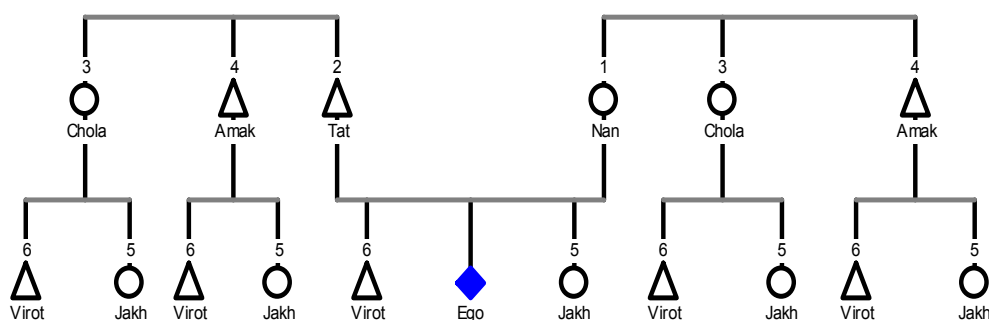 3 4 2 1 3 4
Chola Amak Tat Nan Chola Amak
6 5 6 5 6 5 6 5 6 5
Virot Jakh Virot Jakh Virot Ego Jakh Virot Jakh Virot Jakh